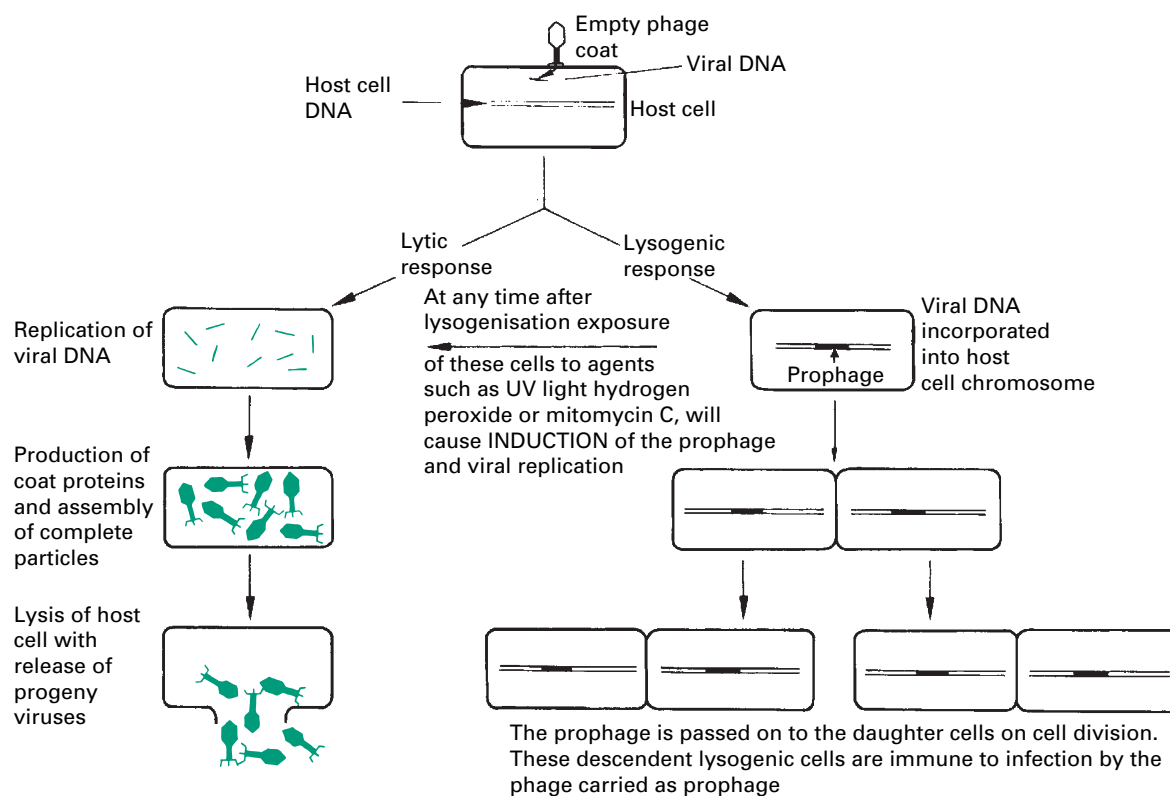 Empty phage
coat
Viral DNA
Host cell
DNA
Host cell
Lytic
response
Lysogenic
response
Replication of
viral DNA
At any time after
lysogenisation exposure
of these cells to agents
such as UV light hydrogen
peroxide or mitomycin C, will
cause INDUCTION of the prophage
and viral replication
Prophage
Viral DNA
incorporated
into host
cell chromosome
Production of
coat proteins
and assembly
of complete
particles
Lysis of host
cell with
release of
progeny
viruses
The prophage is passed on to the daughter cells on cell division.
These descendent lysogenic cells are immune to infection by the
phage carried as prophage